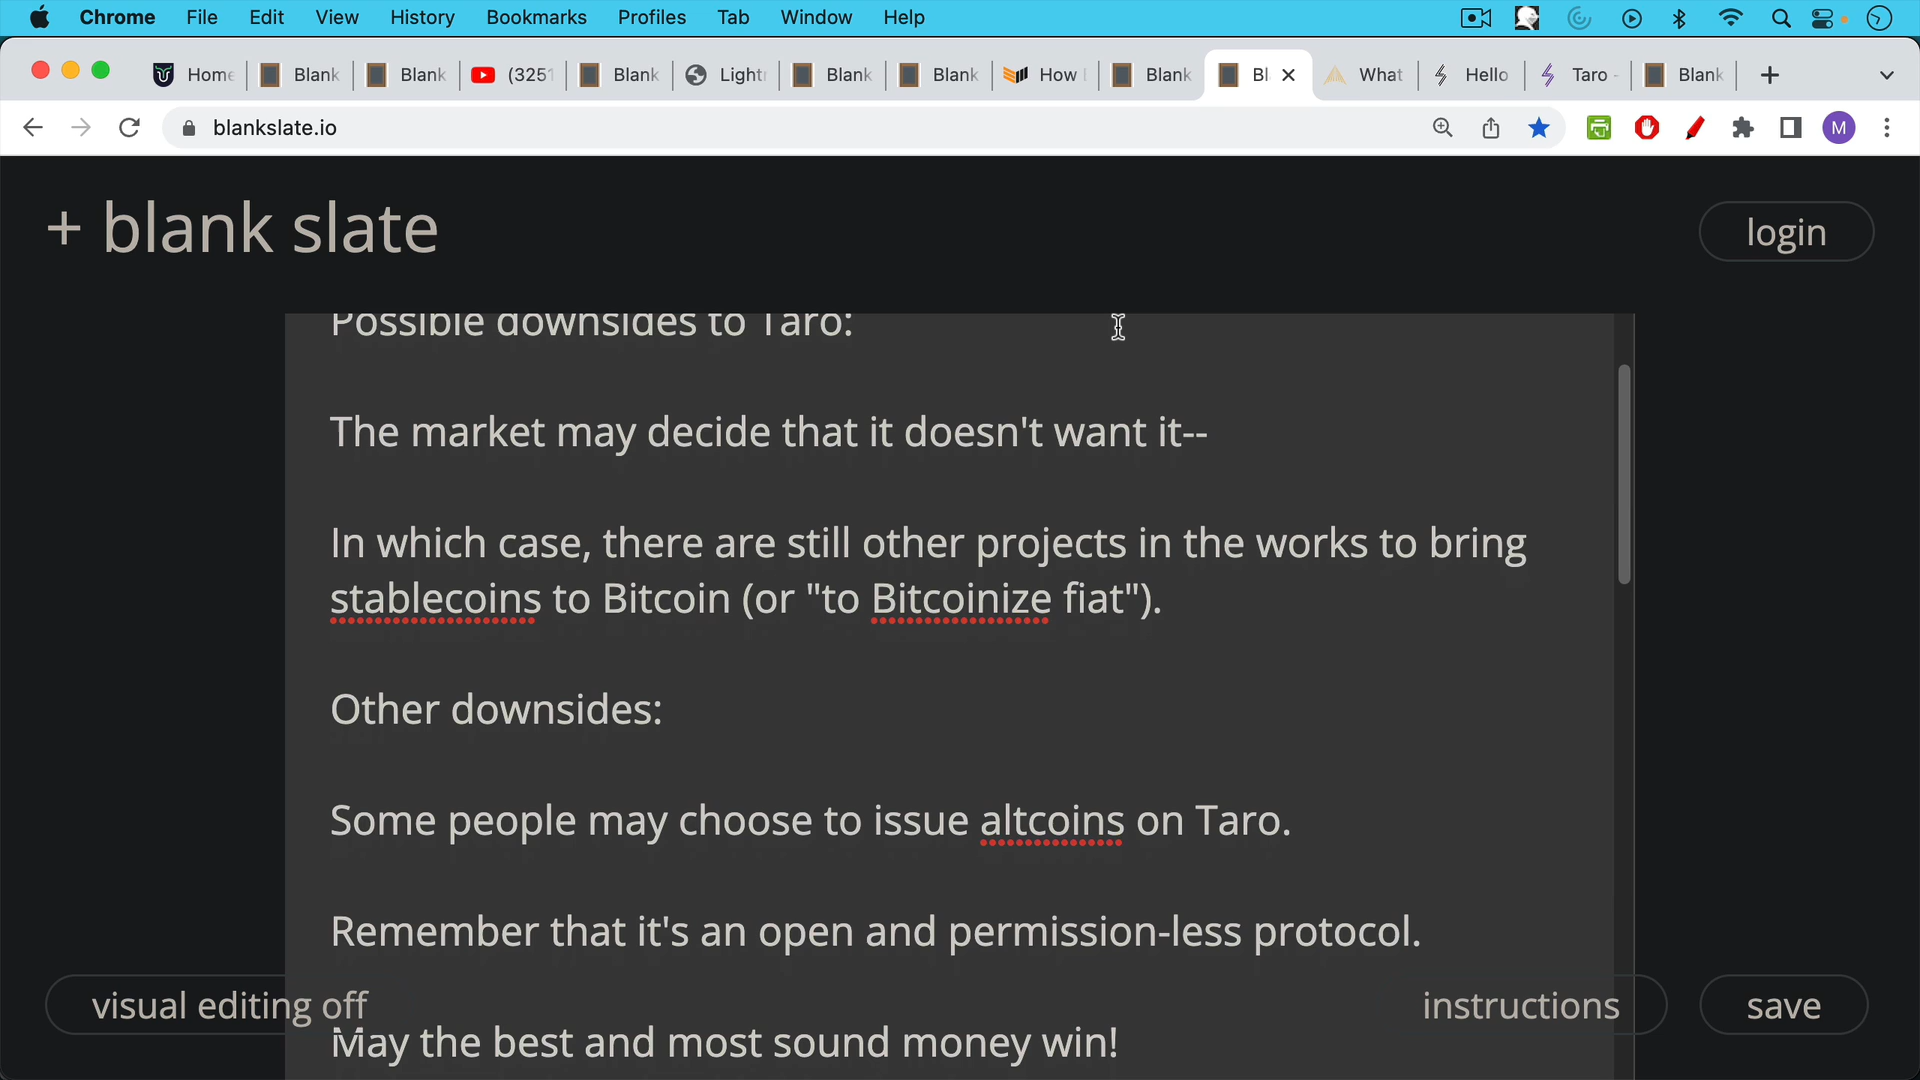 Chrome File Edit View History Bookmarks Profiles Tab Window Help
Home Blank Blank (325 Blank Light Blank Blank How Blank Bl What Hello Taro - Blank
blankslate.io
M
+ blank slate
login
Possible downsides to Taro:
The market may decide that it doesn't want it--
In which case, there are still other projects in the works to bring
stablecoins to Bitcoin (or "to Bitcoinize fiat").
Other downsides:
Some people may choose to issue altcoins on Taro.
Remember that it's an open and permission-less protocol.
visual editing off
instructions
save
May the best and most sound money win!